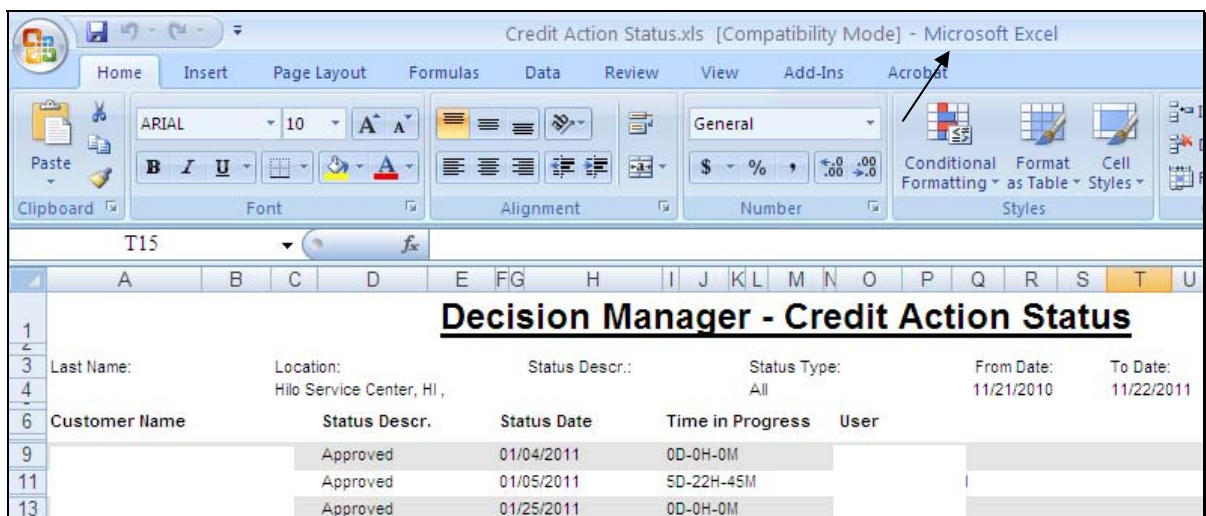 Credit Action Status.xls [Compatibility Mode] - Microsoft Excel
Home Insert Page Layout Formulas Data Review View Add-Ins Acrobat
ARIAL 10 A A General
Paste B I U A $ % , .0 .00 .00 .0 Conditional Formatting Format as Table Cell Styles
Clipboard Font Alignment Number Styles
T15 fx
A B C D E F G H I J K L M N O P Q R S T U
1 Decision Manager - Credit Action Status
2
3 Last Name: Location: Status Descr.: Status Type: From Date: To Date:
4 Hilo Service Center, HI , All 11/21/2010 11/22/2011
6 Customer Name Status Descr. Status Date Time in Progress User
9 Approved 01/04/2011 0D-0H-0M
11 Approved 01/05/2011 5D-22H-45M
13 Approved 01/25/2011 0D-0H-0M